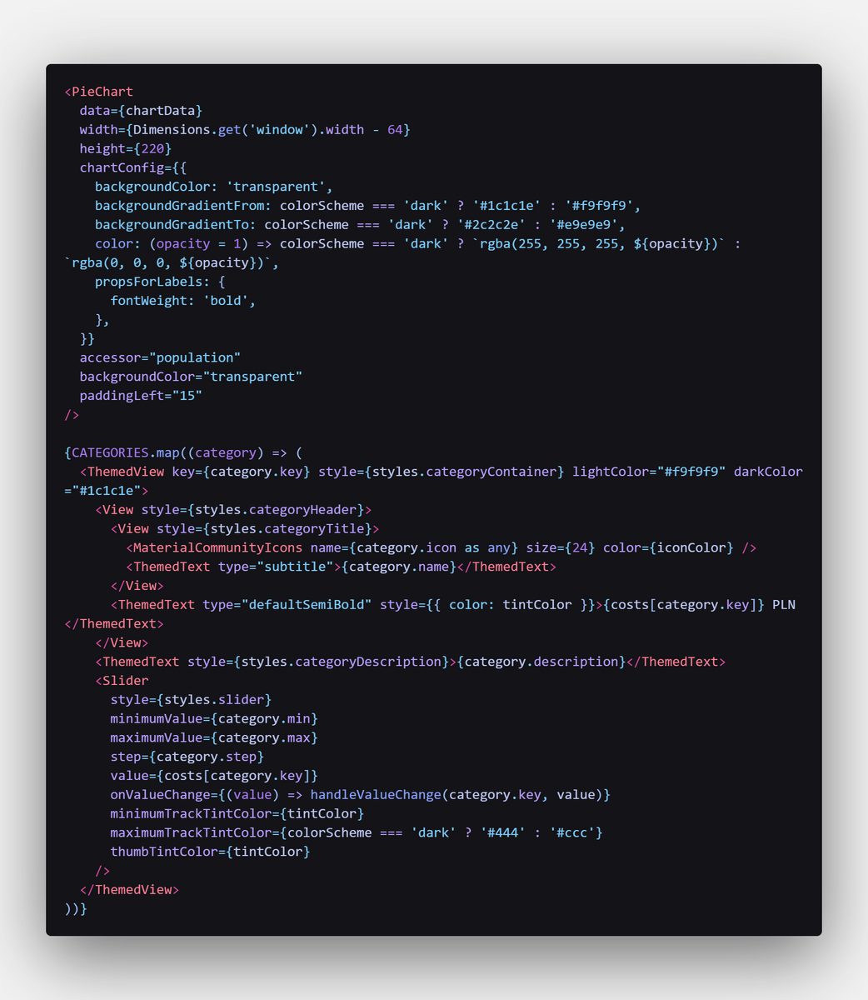 <PieChart
  data={chartData}
  width={Dimensions.get('window').width - 64}
  height={220}
  chartConfig={{
    backgroundColor: 'transparent',
    backgroundGradientFrom: colorScheme === 'dark' ? '#1c1c1e' : '#f9f9f9',
    backgroundGradientTo: colorScheme === 'dark' ? '#2c2c2e' : '#e9e9e9',
    color: (opacity = 1) => colorScheme === 'dark' ? `rgba(255, 255, 255, ${opacity})` :
`rgba(0, 0, 0, ${opacity})`,
    propsForLabels: {
      fontWeight: 'bold',
    },
  }}
  accessor="population"
  backgroundColor="transparent"
  paddingLeft="15"
/>

{CATEGORIES.map((category) => (
  <ThemedView key={category.key} style={styles.categoryContainer} lightColor="#f9f9f9" darkColor
="#1c1c1e">
    <View style={styles.categoryHeader}>
      <View style={styles.categoryTitle}>
        <MaterialCommunityIcons name={category.icon as any} size={24} color={iconColor} />
        <ThemedText type="subtitle">{category.name}</ThemedText>
      </View>
      <ThemedText type="defaultSemiBold" style={{ color: tintColor }}>{costs[category.key]} PLN
</ThemedText>
    </View>
    <ThemedText style={styles.categoryDescription}>{category.description}</ThemedText>
    <Slider
      style={styles.slider}
      minimumValue={category.min}
      maximumValue={category.max}
      step={category.step}
      value={costs[category.key]}
      onValueChange={(value) => handleValueChange(category.key, value)}
      minimumTrackTintColor={tintColor}
      maximumTrackTintColor={colorScheme === 'dark' ? '#444' : '#ccc'}
      thumbTintColor={tintColor}
    />
  </ThemedView>
))}